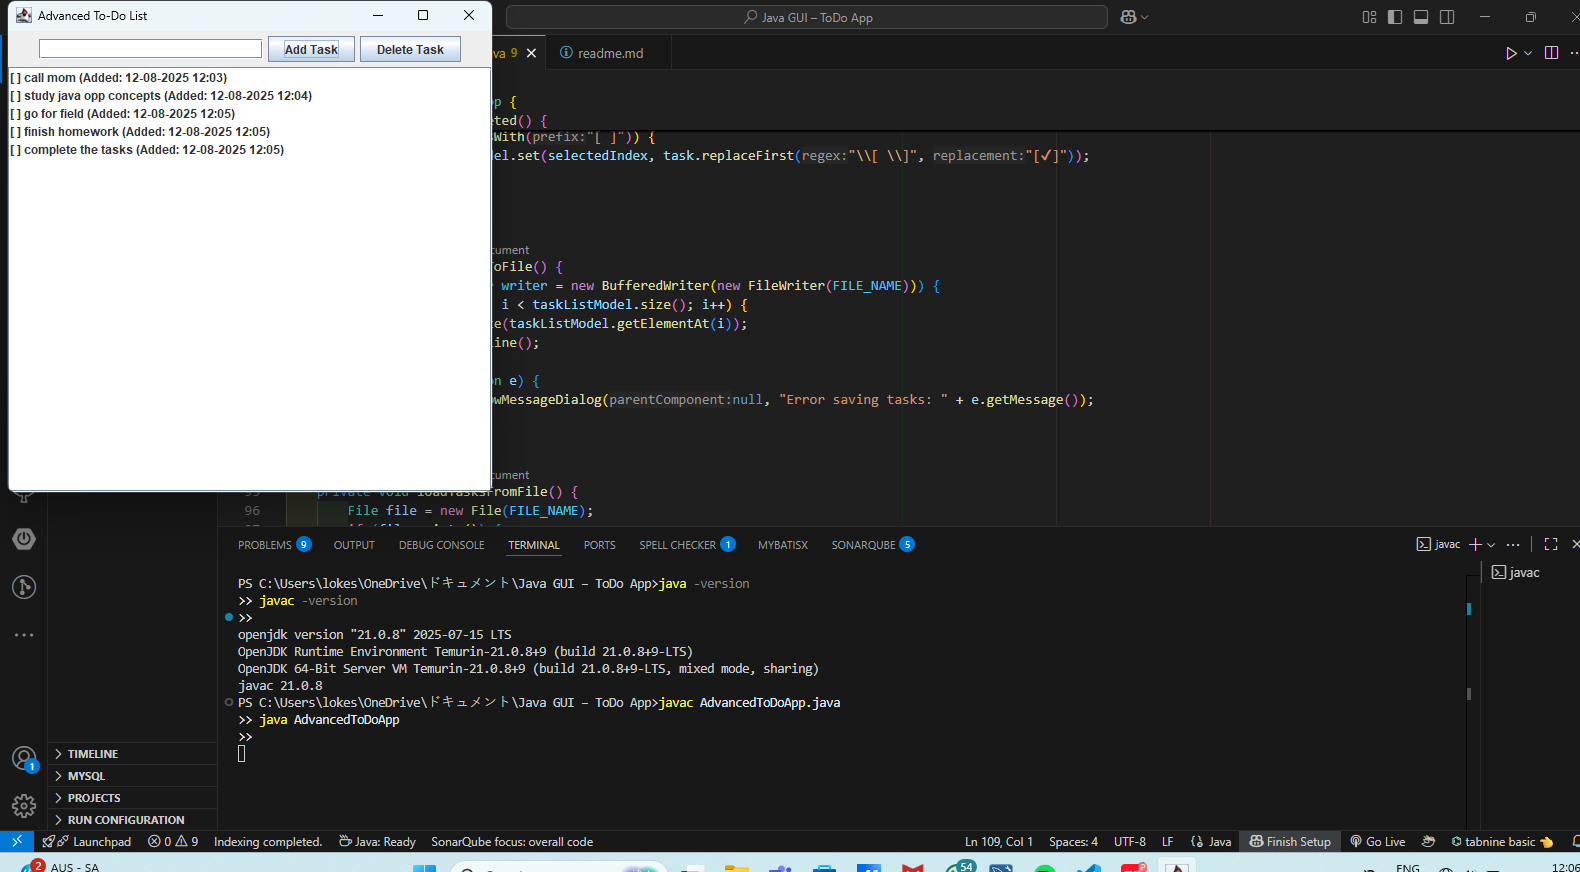 Advanced To-Do List
Add Task
Delete Task
[ ] call mom (Added: 12-08-2025 12:03)
[ ] study java opp concepts (Added: 12-08-2025 12:04)
[ ] go for field (Added: 12-08-2025 12:05)
[ ] finish homework (Added: 12-08-2025 12:05)
[ ] complete the tasks (Added: 12-08-2025 12:05)
Java GUI – ToDo App
va 9
readme.md
p {
eted() {
With(prefix:"[ ]")) {
el.set(selectedIndex, task.replaceFirst(regex:"\\[ \\]", replacement:"[✓]"));
cument
oFile() {
writer = new BufferedWriter(new FileWriter(FILE_NAME))) {
i < taskListModel.size(); i++) {
te(taskListModel.getElementAt(i));
ine();
n e) {
wMessageDialog(parentComponent:null, "Error saving tasks: " + e.getMessage());
cument
95 private void loadTasksFromFile() {
96 File file = new File(FILE_NAME);
PROBLEMS 9
OUTPUT
DEBUG CONSOLE
TERMINAL
PORTS
SPELL CHECKER 1
MYBATISX
SONARQUBE 5
javac
javac
PS C:\Users\lokes\OneDrive\ドキュメント\Java GUI – ToDo App>java -version
>> javac -version
>>
openjdk version "21.0.8" 2025-07-15 LTS
OpenJDK Runtime Environment Temurin-21.0.8+9 (build 21.0.8+9-LTS)
OpenJDK 64-Bit Server VM Temurin-21.0.8+9 (build 21.0.8+9-LTS, mixed mode, sharing)
javac 21.0.8
PS C:\Users\lokes\OneDrive\ドキュメント\Java GUI – ToDo App>javac AdvancedToDoApp.java
>> java AdvancedToDoApp
>>
1
TIMELINE
MYSQL
PROJECTS
RUN CONFIGURATION
Launchpad
0
9
Indexing completed.
Java: Ready
SonarQube focus: overall code
Ln 109, Col 1
Spaces: 4
UTF-8
LF
{} Java
Finish Setup
Go Live
tabnine basic
2
AUS - SA
54
ENG
12:06